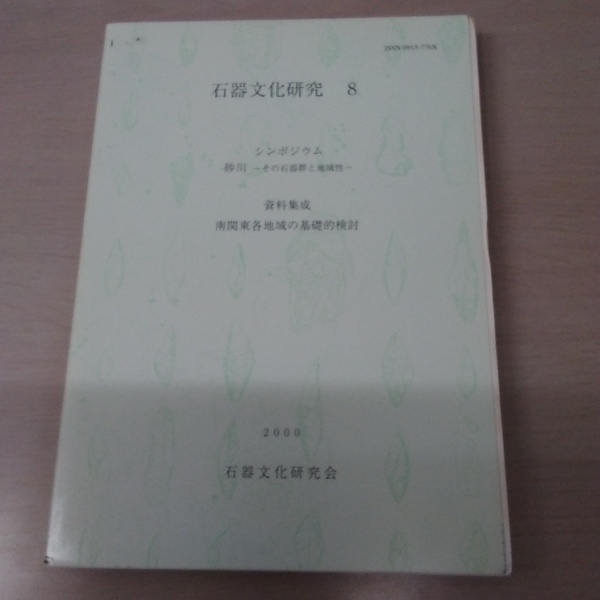 石器文化研究 8
シンポジウム
砂川 −その石器群と地域性−
資料集成
南関東各地域の基礎的検討
2000
石器文化研究会